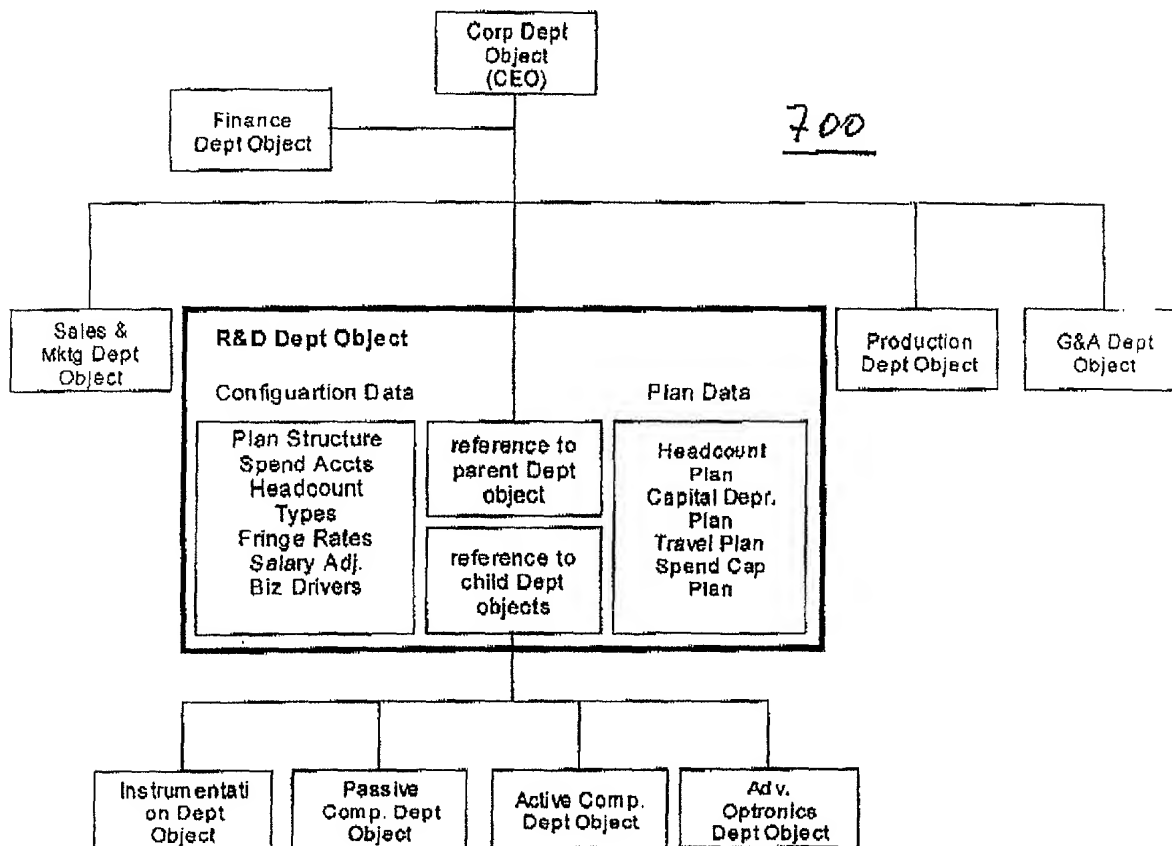 Corp Dept
Object
(CEO)
Finance
Dept Object
700
Sales &
Mktg Dept
Object
R&D Dept Object
Configuartion Data
Plan Data
Plan Structure
Spend Accts
Headcount
Types
Fringe Rates
Salary Adj.
Biz Drivers
reference to
parent Dept
object
reference to
child Dept
objects
Headcount
Plan
Capital Depr.
Plan
Travel Plan
Spend Cap
Plan
Production
Dept Object
G&A Dept
Object
Instrumentati
on Dept
Object
Passive
Comp. Dept
Object
Active Comp.
Dept Object
Adv.
Optronics
Dept Object